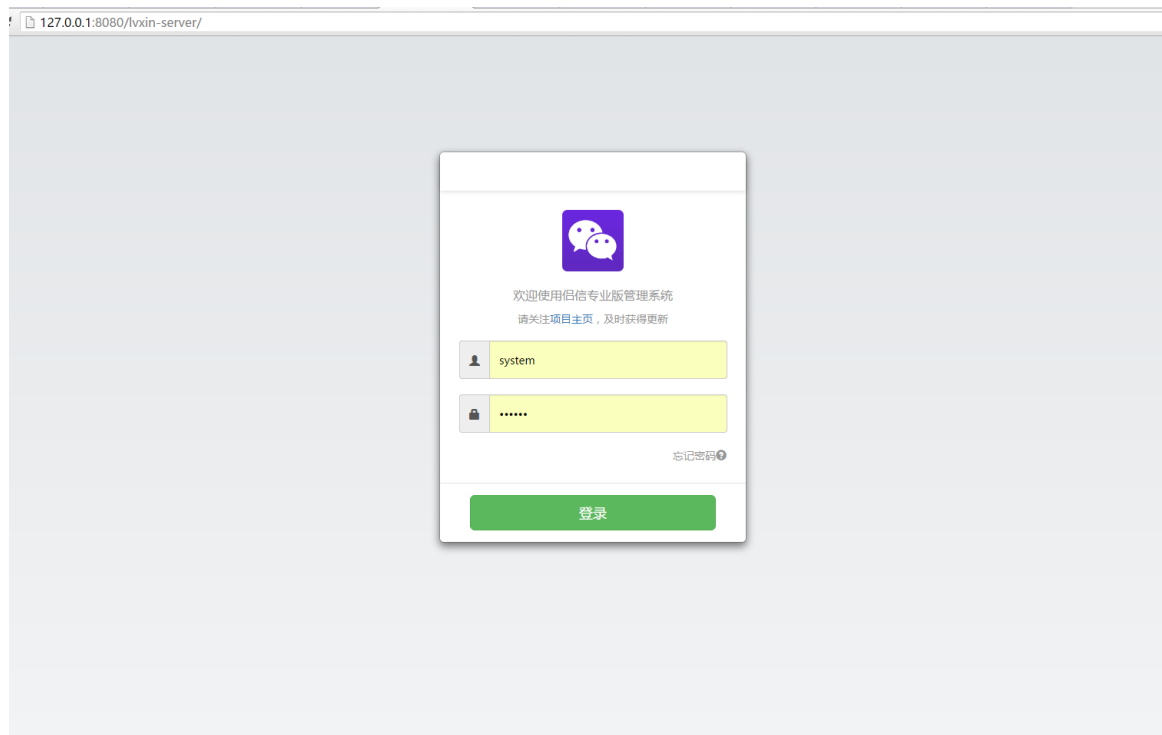 127.0.0.1:8080/lvxin-server/
欢迎使用侣信专业版管理系统
请关注项目主页，及时获得更新
system
••••••
忘记密码
登录